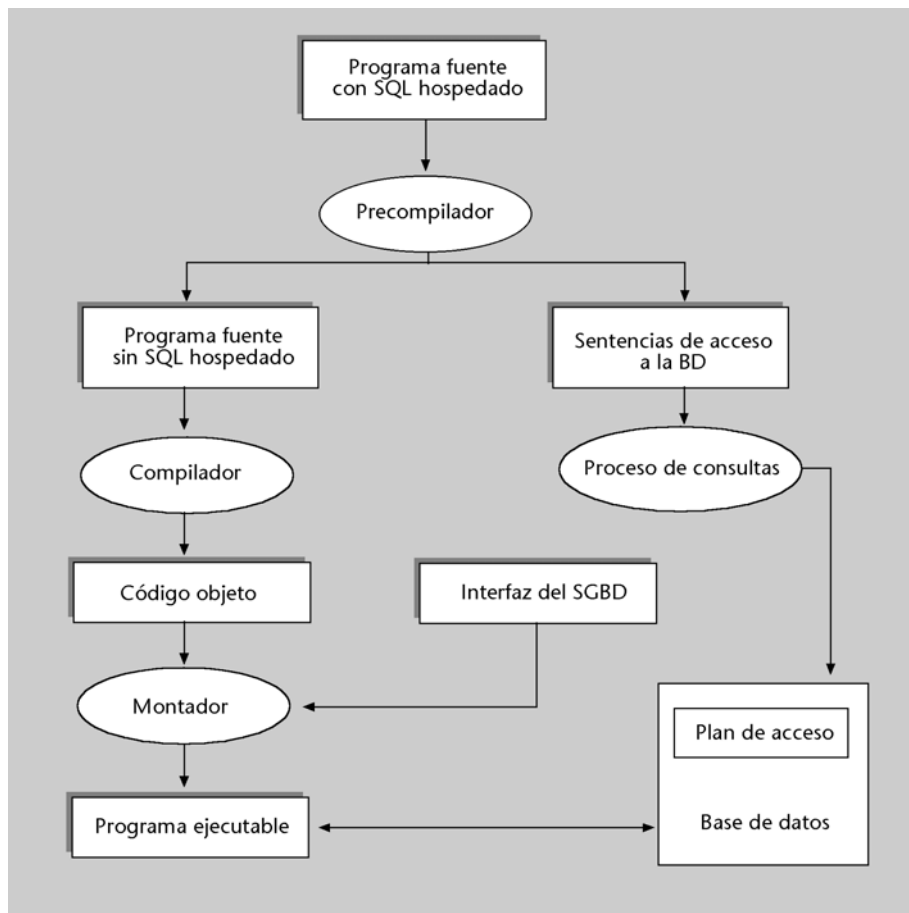 Programa fuente
con SQL hospedado
Precompilador
Programa fuente
sin SQL hospedado
Sentencias de acceso
a la BD
Compilador
Proceso de consultas
Código objeto
Interfaz del SGBD
Montador
Plan de acceso
Programa ejecutable
Base de datos